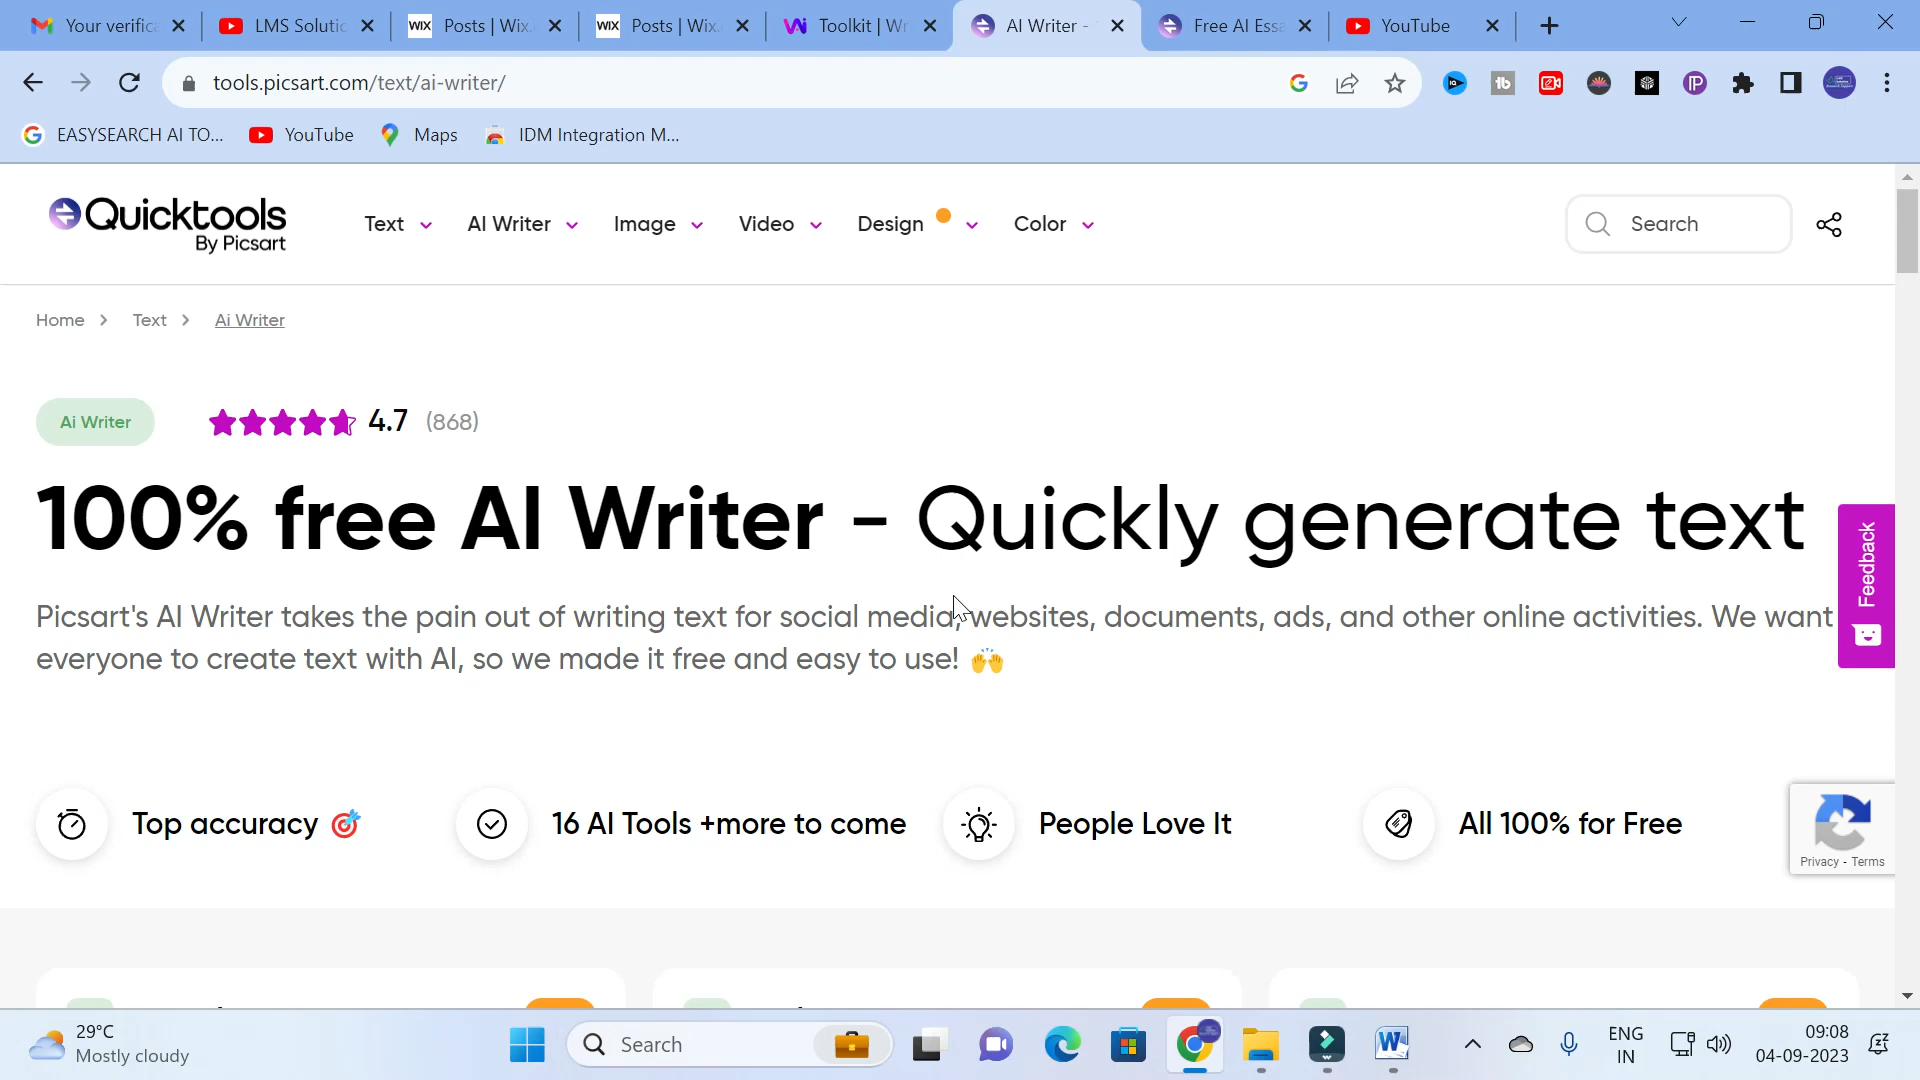 Your verific
LMS Solutic
WIX Posts | Wix.
WIX Posts | Wix.
Toolkit | Wr
AI Writer -
Free AI Essa
YouTube
tools.picsart.com/text/ai-writer/
EASYSEARCH AI TO...
YouTube
Maps
IDM Integration M...
Quicktools
By Picsart
Text
AI Writer
Image
Video
Design
Color
Search
Home > Text > Ai Writer
Ai Writer
4.7 (868)
100% free AI Writer - Quickly generate text
Picsart's AI Writer takes the pain out of writing text for social media, websites, documents, ads, and other online activities. We want
everyone to create text with AI, so we made it free and easy to use! 🙌
Feedback
Top accuracy 🎯
16 AI Tools +more to come
People Love It
All 100% for Free
Privacy - Terms
29°C
Mostly cloudy
Search
ENG
IN
09:08
04-09-2023